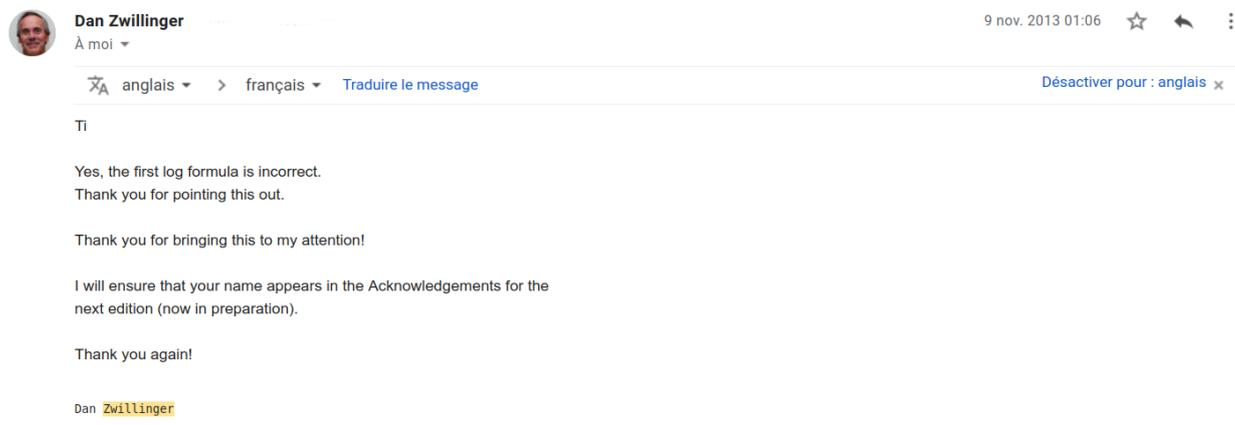 Dan Zwillinger
9 nov. 2013 01:06
À moi
anglais > français Traduire le message Désactiver pour : anglais ×
Ti
Yes, the first log formula is incorrect.
Thank you for pointing this out.
Thank you for bringing this to my attention!
I will ensure that your name appears in the Acknowledgements for the
next edition (now in preparation).
Thank you again!
Dan Zwillinger